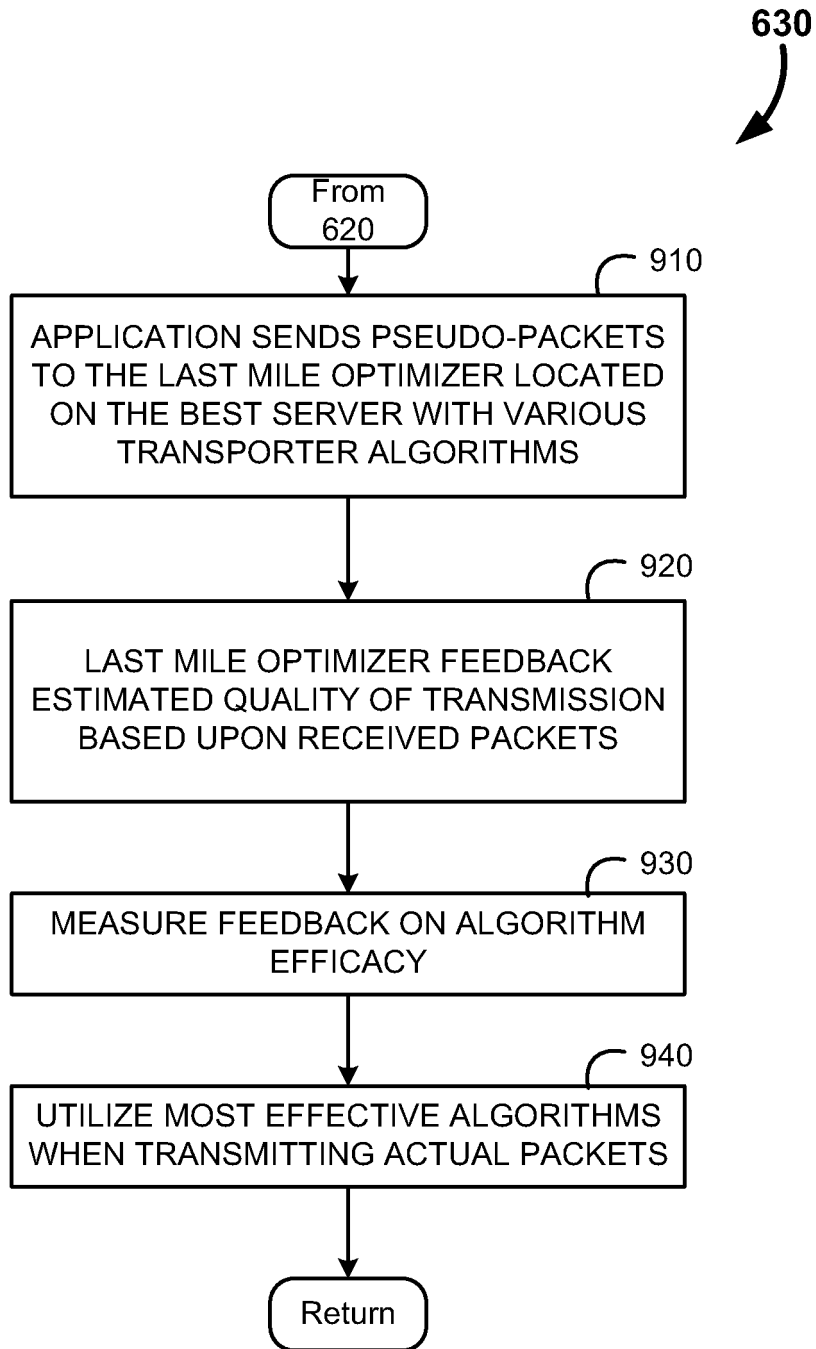 630
From
620
910
APPLICATION SENDS PSEUDO-PACKETS
TO THE LAST MILE OPTIMIZER LOCATED
ON THE BEST SERVER WITH VARIOUS
TRANSPORTER ALGORITHMS
920
LAST MILE OPTIMIZER FEEDBACK
ESTIMATED QUALITY OF TRANSMISSION
BASED UPON RECEIVED PACKETS
930
MEASURE FEEDBACK ON ALGORITHM
EFFICACY
940
UTILIZE MOST EFFECTIVE ALGORITHMS
WHEN TRANSMITTING ACTUAL PACKETS
Return